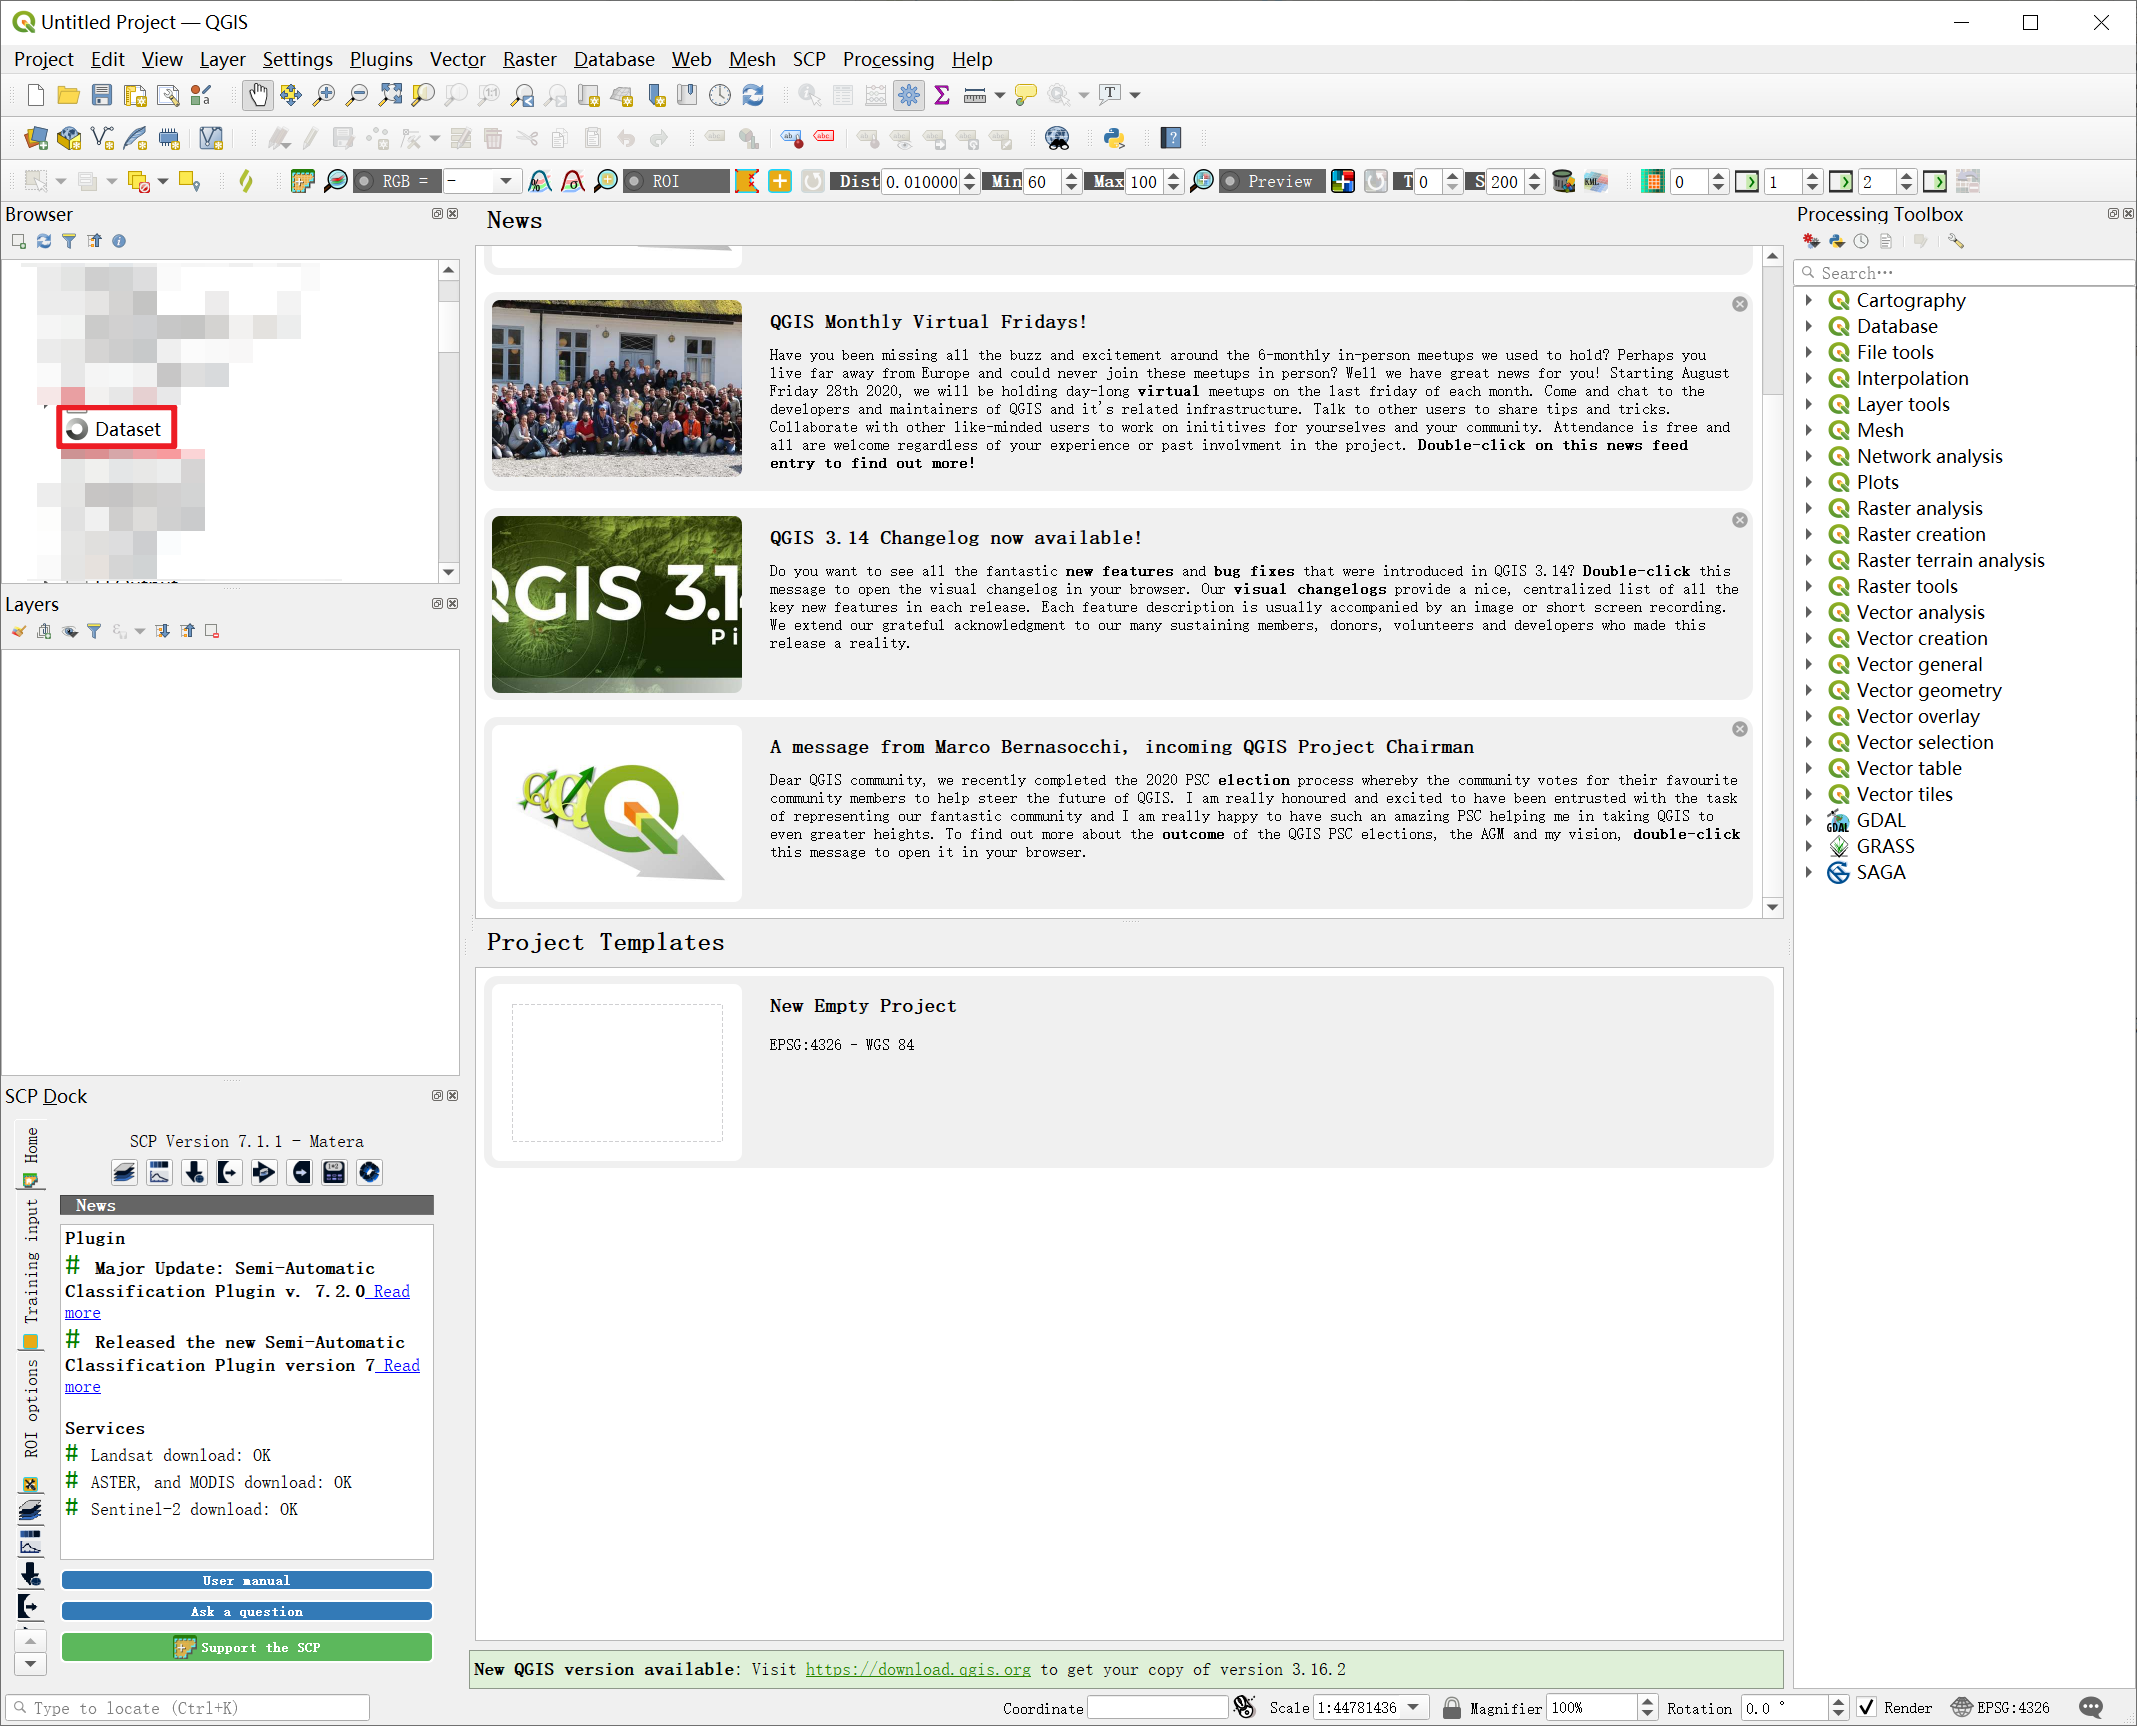 Untitled Project — QGIS
Project Edit View Layer Settings Plugins Vector Raster Database Web Mesh SCP Processing Help
RGB = - ROI Dist 0.010000 Min 60 Max 100 Preview T 0 S 200 KML 0 1 2
Browser
Dataset
Layers
SCP Dock
Home
Training input
ROI options
SCP Version 7.1.1 - Matera
News
Plugin
# Major Update: Semi-Automatic
Classification Plugin v. 7.2.0 Read
more
# Released the new Semi-Automatic
Classification Plugin version 7 Read
more
Services
# Landsat download: OK
# ASTER, and MODIS download: OK
# Sentinel-2 download: OK
User manual
Ask a question
Support the SCP
News
QGIS Monthly Virtual Fridays!
Have you been missing all the buzz and excitement around the 6-monthly in-person meetups we used to hold? Perhaps you
live far away from Europe and could never join these meetups in person? Well we have great news for you! Starting August
Friday 28th 2020, we will be holding day-long virtual meetups on the last friday of each month. Come and chat to the
developers and maintainers of QGIS and it's related infrastructure. Talk to other users to share tips and tricks.
Collaborate with other like-minded users to work on inititives for yourselves and your community. Attendance is free and
all are welcome regardless of your experience or past involvment in the project. Double-click on this news feed
entry to find out more!
QGIS 3.14 Changelog now available!
Do you want to see all the fantastic new features and bug fixes that were introduced in QGIS 3.14? Double-click this
message to open the visual changelog in your browser. Our visual changelogs provide a nice, centralized list of all the
key new features in each release. Each feature description is usually accompanied by an image or short screen recording.
We extend our grateful acknowledgment to our many sustaining members, donors, volunteers and developers who made this
release a reality.
QGIS 3.14
Pi
A message from Marco Bernasocchi, incoming QGIS Project Chairman
Dear QGIS community, we recently completed the 2020 PSC election process whereby the community votes for their favourite
community members to help steer the future of QGIS. I am really honoured and excited to have been entrusted with the task
of representing our fantastic community and I am really happy to have such an amazing PSC helping me in taking QGIS to
even greater heights. To find out more about the outcome of the QGIS PSC elections, the AGM and my vision, double-click
this message to open it in your browser.
Project Templates
New Empty Project
EPSG:4326 - WGS 84
New QGIS version available: Visit https://download.qgis.org to get your copy of version 3.16.2
Processing Toolbox
Search…
Cartography
Database
File tools
Interpolation
Layer tools
Mesh
Network analysis
Plots
Raster analysis
Raster creation
Raster terrain analysis
Raster tools
Vector analysis
Vector creation
Vector general
Vector geometry
Vector overlay
Vector selection
Vector table
Vector tiles
GDAL
GRASS
SAGA
Type to locate (Ctrl+K)
Coordinate Scale 1:44781436 Magnifier 100% Rotation 0.0 ° Render EPSG:4326